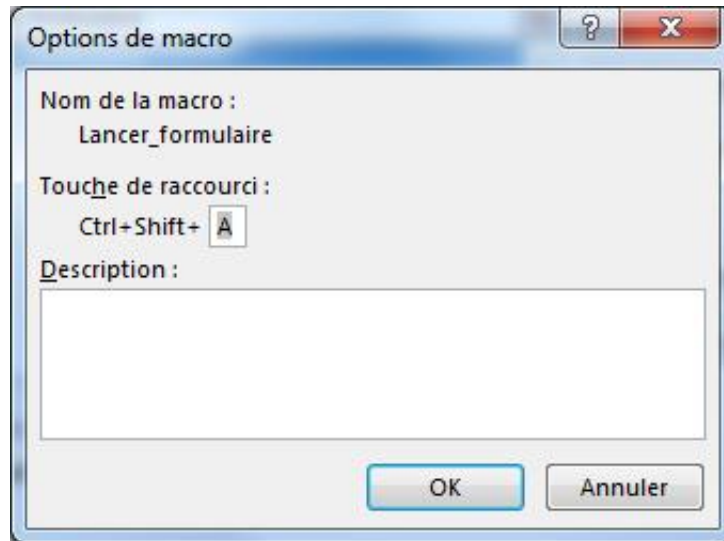 Options de macro
?
Nom de la macro :
Lancer_formulaire
Touche de raccourci :
Ctrl+Shift+ A
Description :
OK Annuler